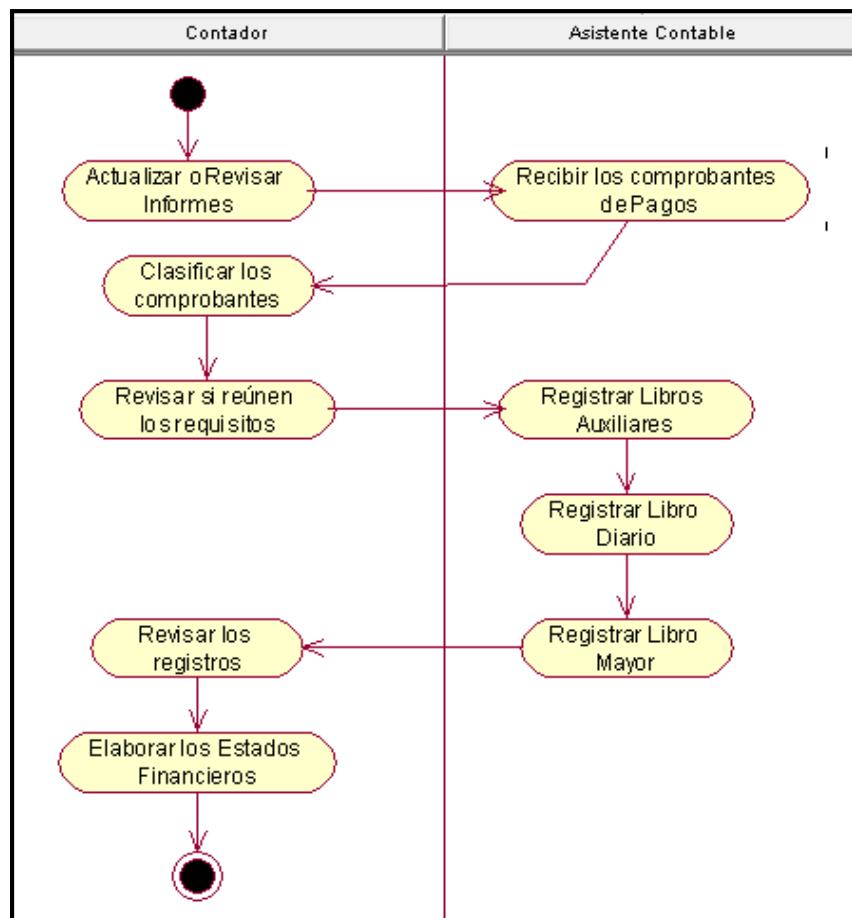 Contador
Asistente Contable
Actualizar o Revisar
Informes
Recibir los comprobantes
de Pagos
Clasificar los
comprobantes
Revisar si reúnen
los requisitos
Registrar Libros
Auxiliares
Registrar Libro
Diario
Registrar Libro
Mayor
Revisar los
registros
Elaborar los Estados
Financieros